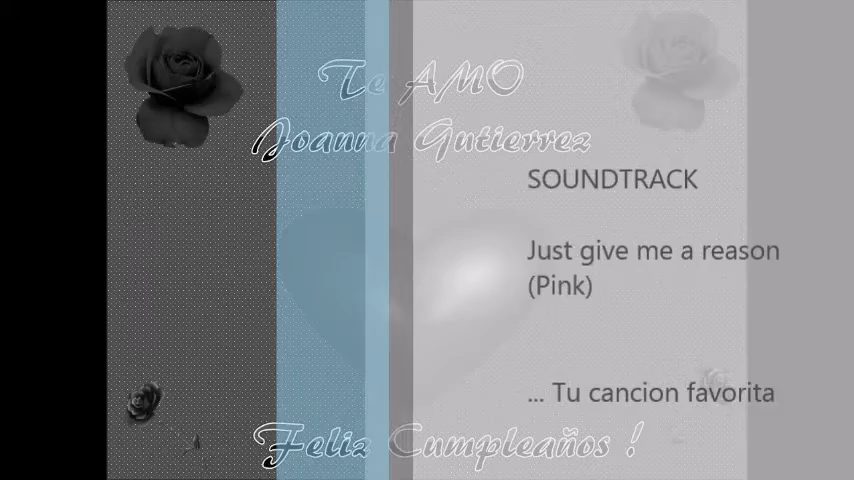 Te AMO
Joanna Gutierrez
SOUNDTRACK
Just give me a reason
(Pink)
... Tu cancion favorita
Feliz Cumpleaños !